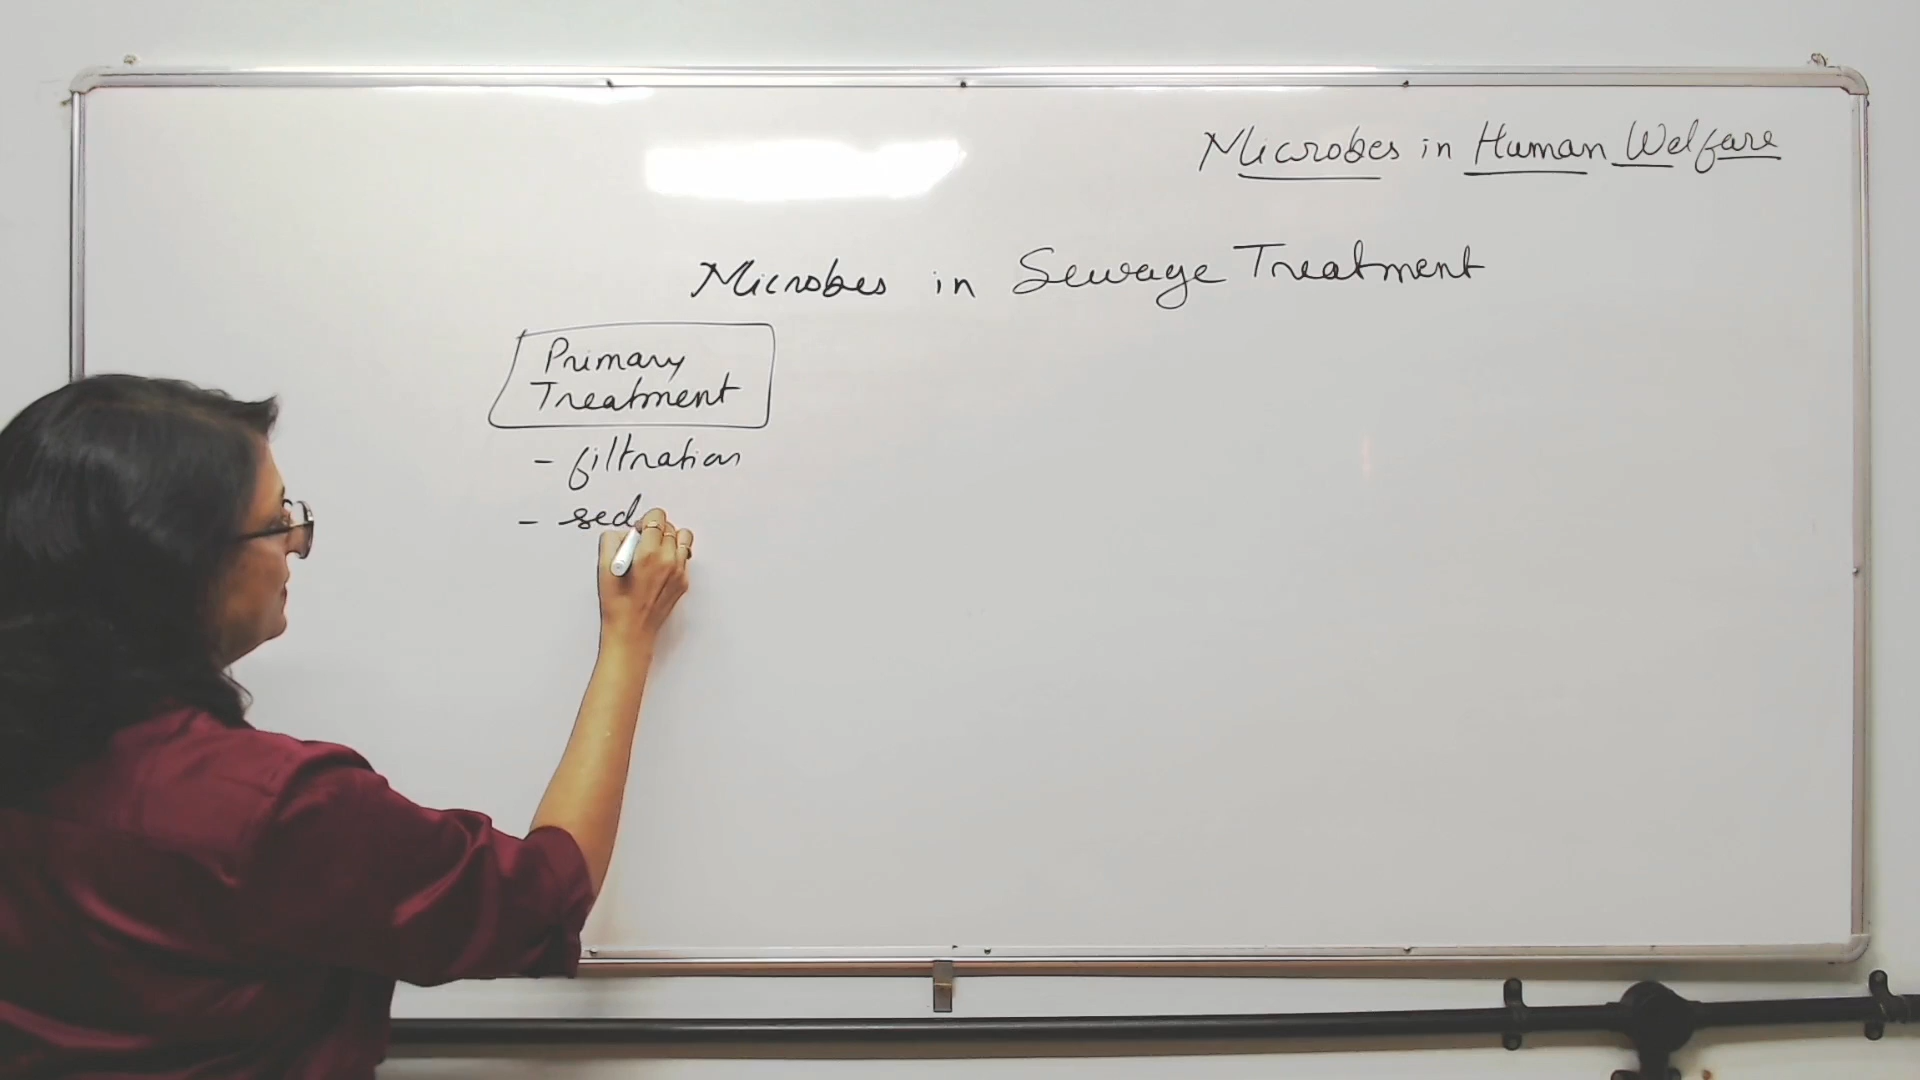 Microbes in Human Welfare
Microbes in Sewage Treatment
Primary
Treatment
- filtration
- sed